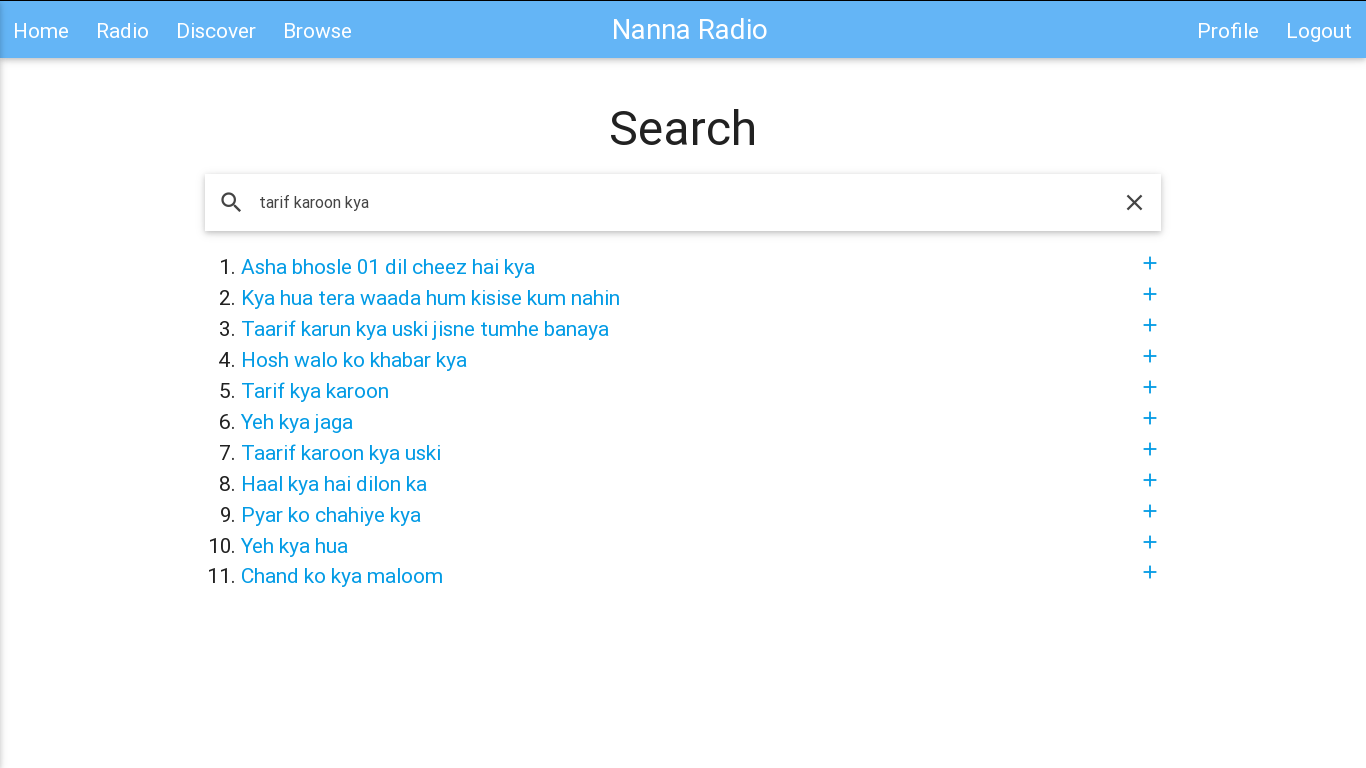 Home Radio Discover Browse Nanna Radio Profile Logout
Search
tarif karoon kya
1. Asha bhosle 01 dil cheez hai kya
2. Kya hua tera waada hum kisise kum nahin
3. Taarif karun kya uski jisne tumhe banaya
4. Hosh walo ko khabar kya
5. Tarif kya karoon
6. Yeh kya jaga
7. Taarif karoon kya uski
8. Haal kya hai dilon ka
9. Pyar ko chahiye kya
10. Yeh kya hua
11. Chand ko kya maloom